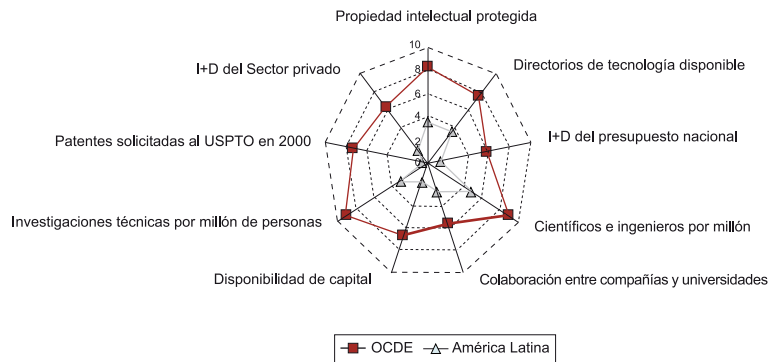 Propiedad intelectual protegida
10
8
6
4
2
0
Directorios de tecnología disponible
I+D del Sector privado
I+D del presupuesto nacional
Patentes solicitadas al USPTO en 2000
Investigaciones técnicas por millón de personas
Científicos e ingenieros por millón
Disponibilidad de capital
Colaboración entre compañías y universidades
OCDE América Latina